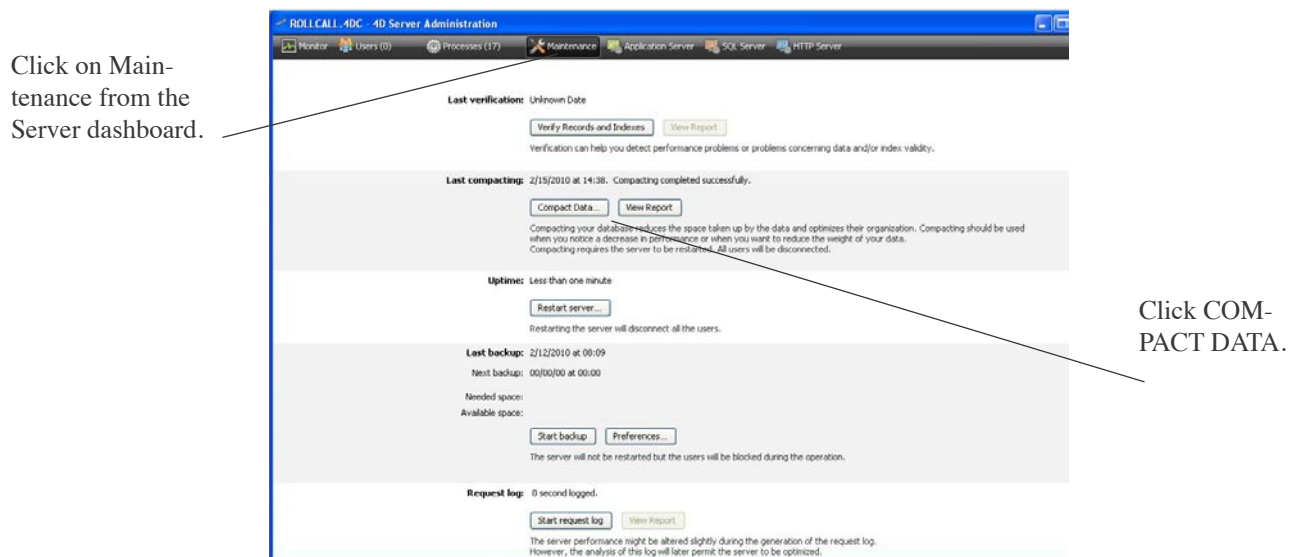 ROLLCALL.4DC - 4D Server Administration
Monitor Users (0) Processes (17) Maintenance Application Server SQL Server HTTP Server
Click on Main-
tenance from the
Server dashboard.
Last verification: Unknown Date
Verify Records and Indexes View Report
Verification can help you detect performance problems or problems concerning data and/or index validity.
Last compacting: 2/15/2010 at 14:38. Compacting completed successfully.
Compact Data... View Report
Compacting your database reduces the space taken up by the data and optimizes their organization. Compacting should be used
when you notice a decrease in performance or when you want to reduce the weight of your data.
Compacting requires the server to be restarted. All users will be disconnected.
Uptime: Less than one minute
Restart server...
Restarting the server will disconnect all the users.
Click COM-
PACT DATA.
Last backup: 2/12/2010 at 08:09
Next backup: 00/00/00 at 00:00
Needed space:
Available space:
Start backup Preferences...
The server will not be restarted but the users will be blocked during the operation.
Request log: 0 second logged.
Start request log View Report
The server performance might be altered slightly during the generation of the request log.
However, the analysis of this log will later permit the server to be optimized.